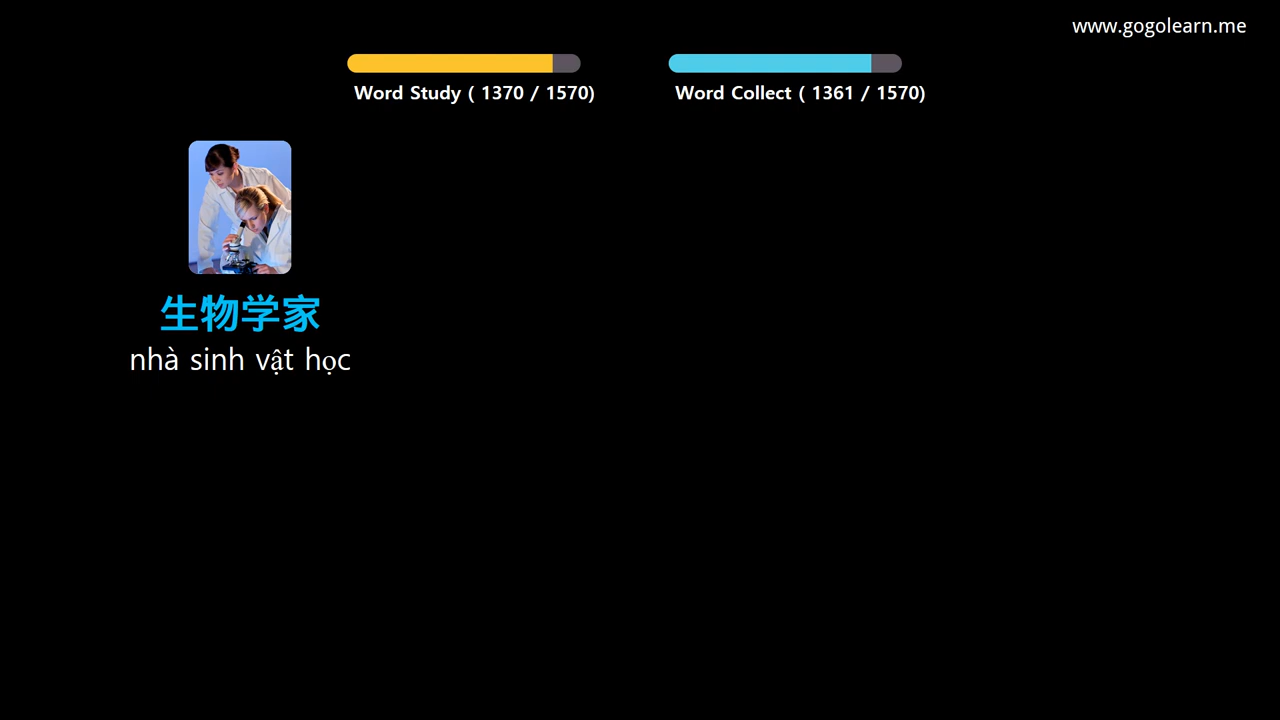 www.gogolearn.me
Word Study ( 1370 / 1570)
Word Collect ( 1361 / 1570)
生物学家
nhà sinh vật học